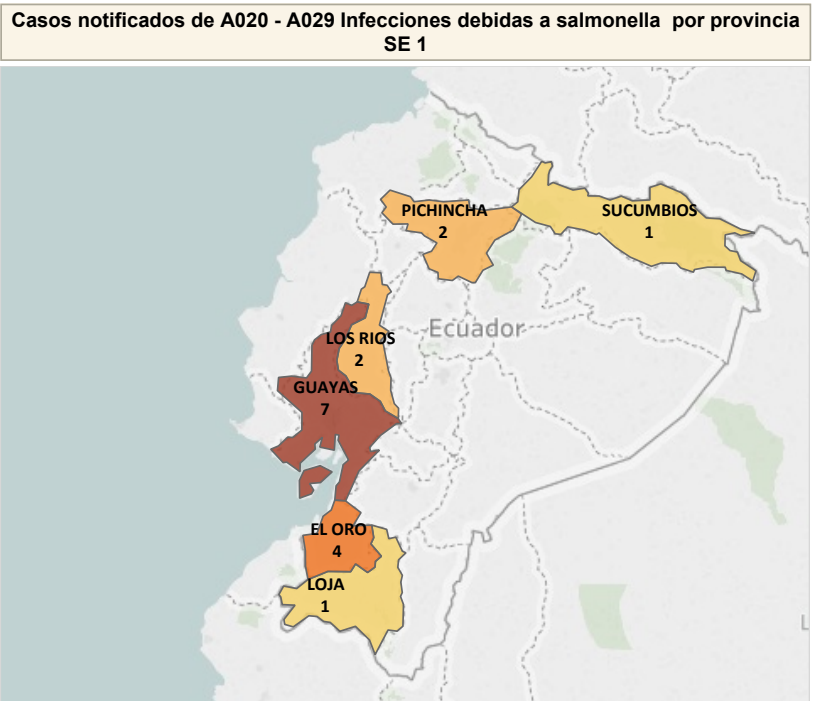 Casos notificados de A020 - A029 Infecciones debidas a salmonella por provincia
SE 1
PICHINCHA
2
SUCUMBIOS
1
Ecuador
LOS RIOS
2
GUAYAS
7
EL ORO
4
LOJA
1